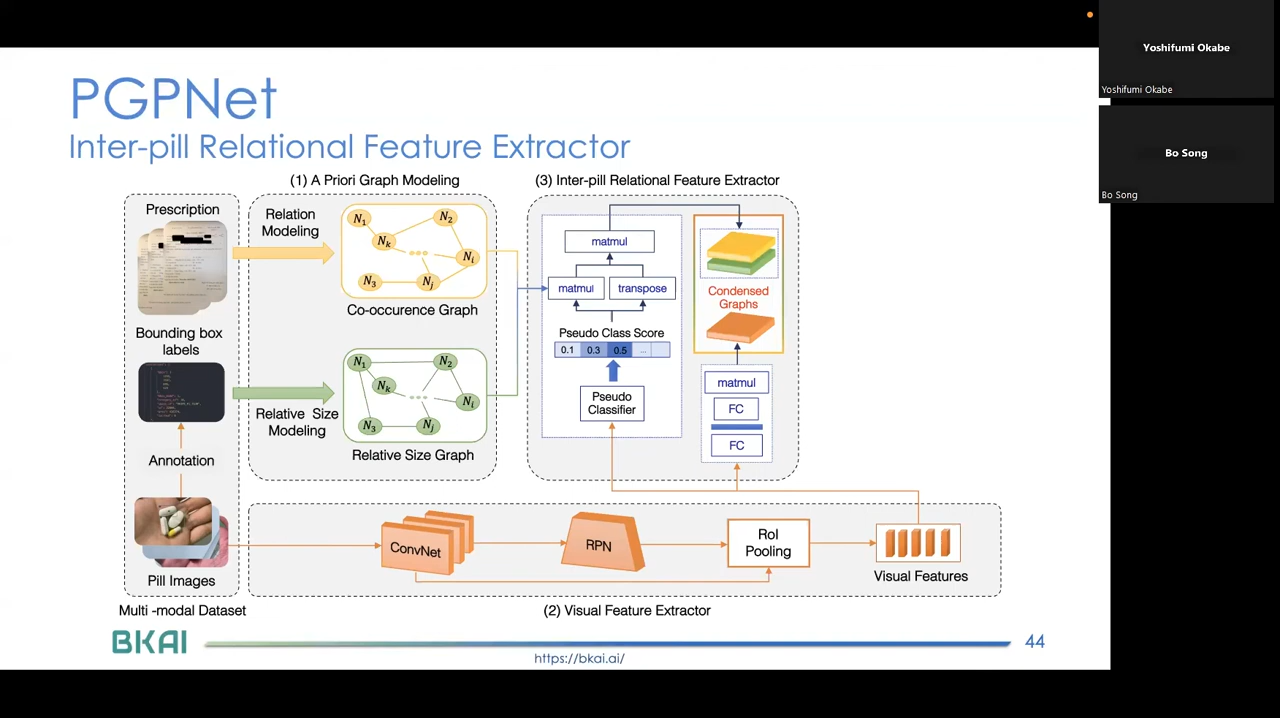 Yoshifumi Okabe
Yoshifumi Okabe
Bo Song
Bo Song
PGPNet
Inter-pill Relational Feature Extractor
(1) A Priori Graph Modeling
(3) Inter-pill Relational Feature Extractor
Prescription
Bounding box
labels
Annotation
Pill Images
Multi -modal Dataset
Relation
Modeling
N1
N2
Nk
Ni
N3
Nj
Co-occurence Graph
Relative Size
Modeling
N1
N2
Nk
Ni
N3
Nj
Relative Size Graph
matmul
matmul
transpose
Pseudo Class Score
0.1 0.3 0.5 ...
Pseudo
Classifier
Condensed
Graphs
matmul
FC
FC
ConvNet
RPN
RoI
Pooling
Visual Features
(2) Visual Feature Extractor
BKAI
https://bkai.ai/
44